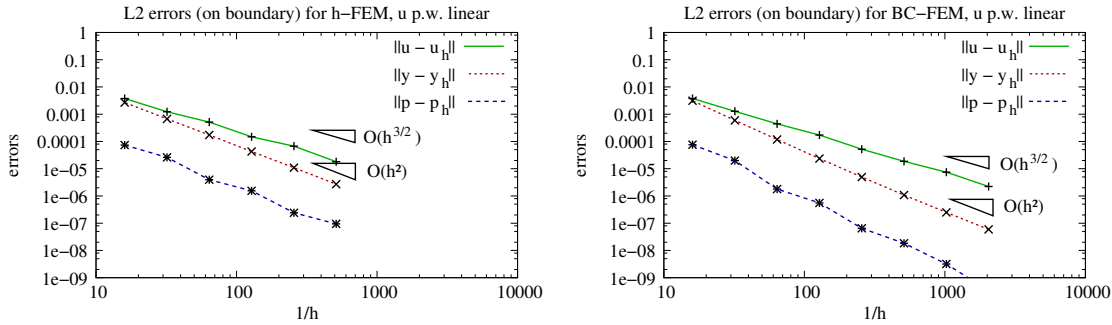 L2 errors (on boundary) for h−FEM, u p.w. linear
errors
1
0.1
0.01
0.001
0.0001
1e−05
1e−06
1e−07
1e−08
1e−09
||u − u_h||
||y − y_h||
||p − p_h||
O(h^{3/2})
O(h²)
10
100
1000
10000
1/h
L2 errors (on boundary) for BC−FEM, u p.w. linear
errors
1
0.1
0.01
0.001
0.0001
1e−05
1e−06
1e−07
1e−08
1e−09
||u − u_h||
||y − y_h||
||p − p_h||
O(h^{3/2})
O(h²)
10
100
1000
10000
1/h